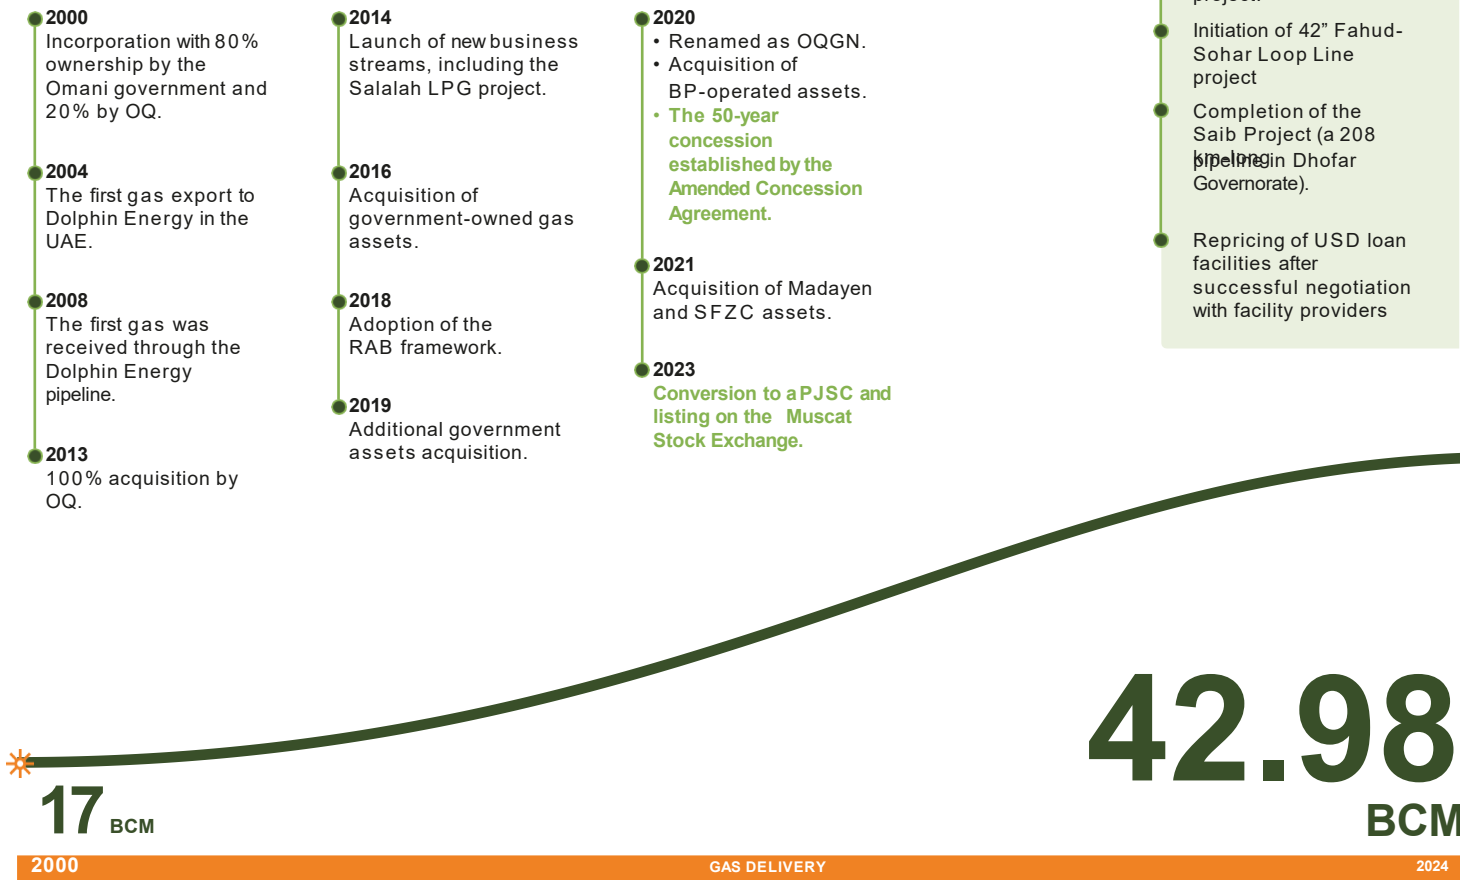 2000
Incorporation with 80%
ownership by the
Omani government and
20% by OQ.
2004
The first gas export to
Dolphin Energy in the
UAE.
2008
The first gas was
received through the
Dolphin Energy
pipeline.
2013
100% acquisition by
OQ.
2014
Launch of new business
streams, including the
Salalah LPG project.
2016
Acquisition of
government-owned gas
assets.
2018
Adoption of the
RAB framework.
2019
Additional government
assets acquisition.
2020
• Renamed as OQGN.
• Acquisition of
BP-operated assets.
• The 50-year
concession
established by the
Amended Concession
Agreement.
2021
Acquisition of Madayen
and SFZC assets.
2023
Conversion to a PJSC and
listing on the Muscat
Stock Exchange.
project.
Initiation of 42” Fahud-
Sohar Loop Line
project
Completion of the
Saib Project (a 208
km-long
pipeline in Dhofar
Governorate).
Repricing of USD loan
facilities after
successful negotiation
with facility providers
42.98
BCM
17 BCM
2000 GAS DELIVERY 2024